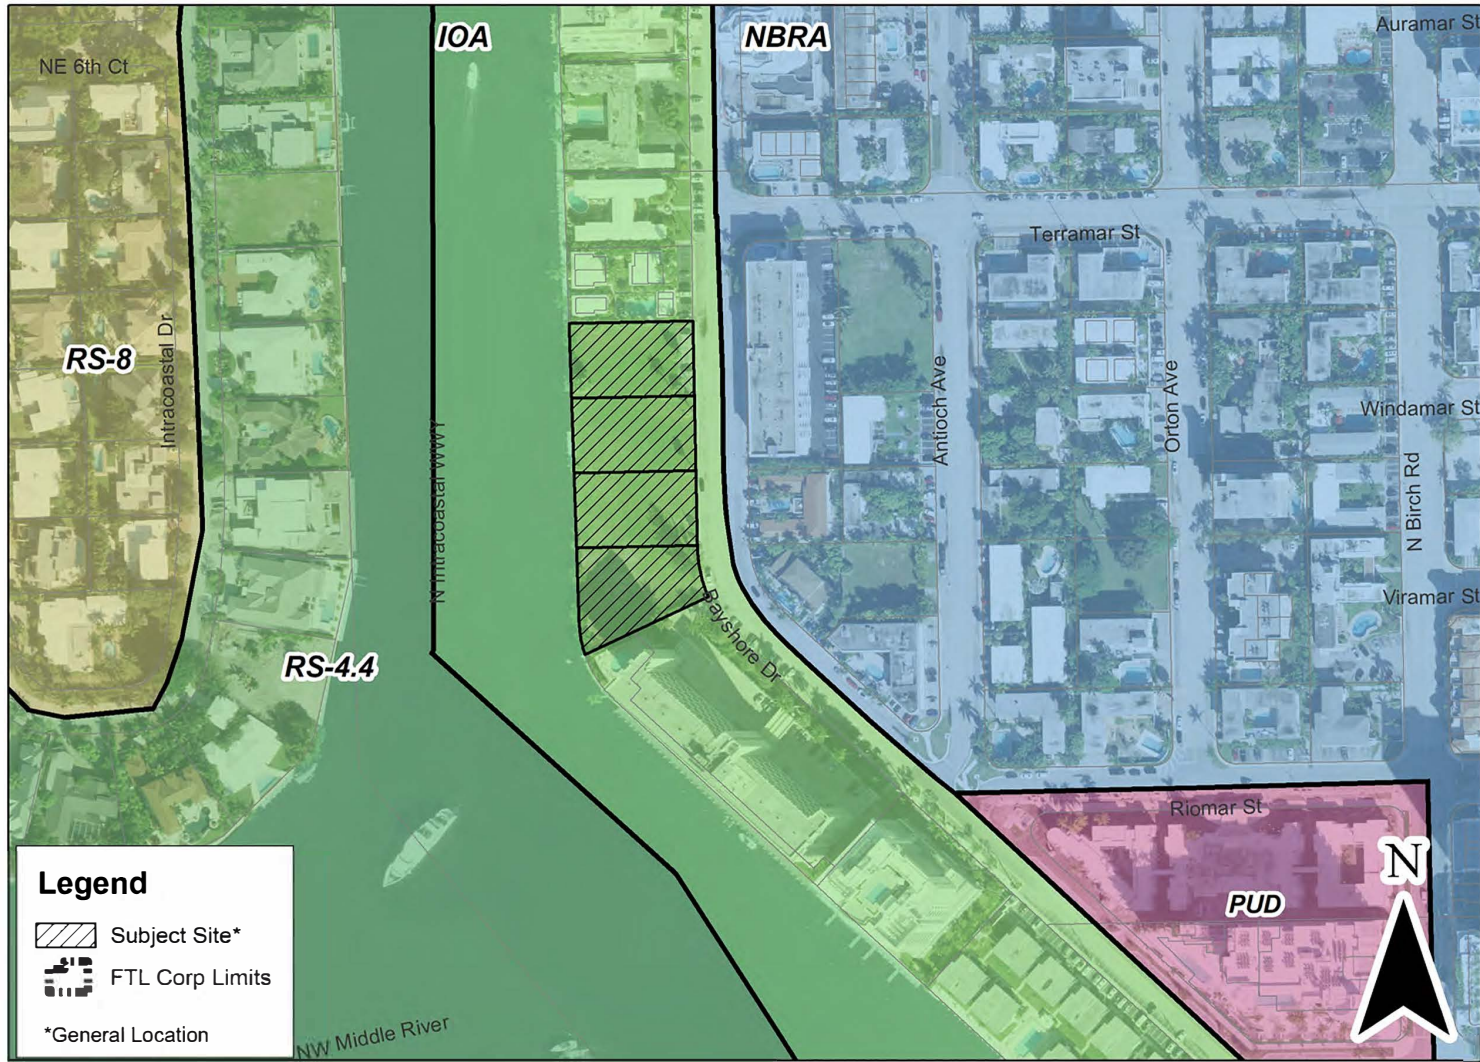 Auramar St
IOA
NBRA
NE 6th Ct
Terramar St
RS-8
Intracoastal Dr
Antioch Ave
Orton Ave
Windamar St
N Birch Rd
N Intracoastal WWY
Viramar St
Bayshore Dr
RS-4.4
Riomar St
N
PUD
Legend
Subject Site*
FTL Corp Limits
*General Location
NW Middle River